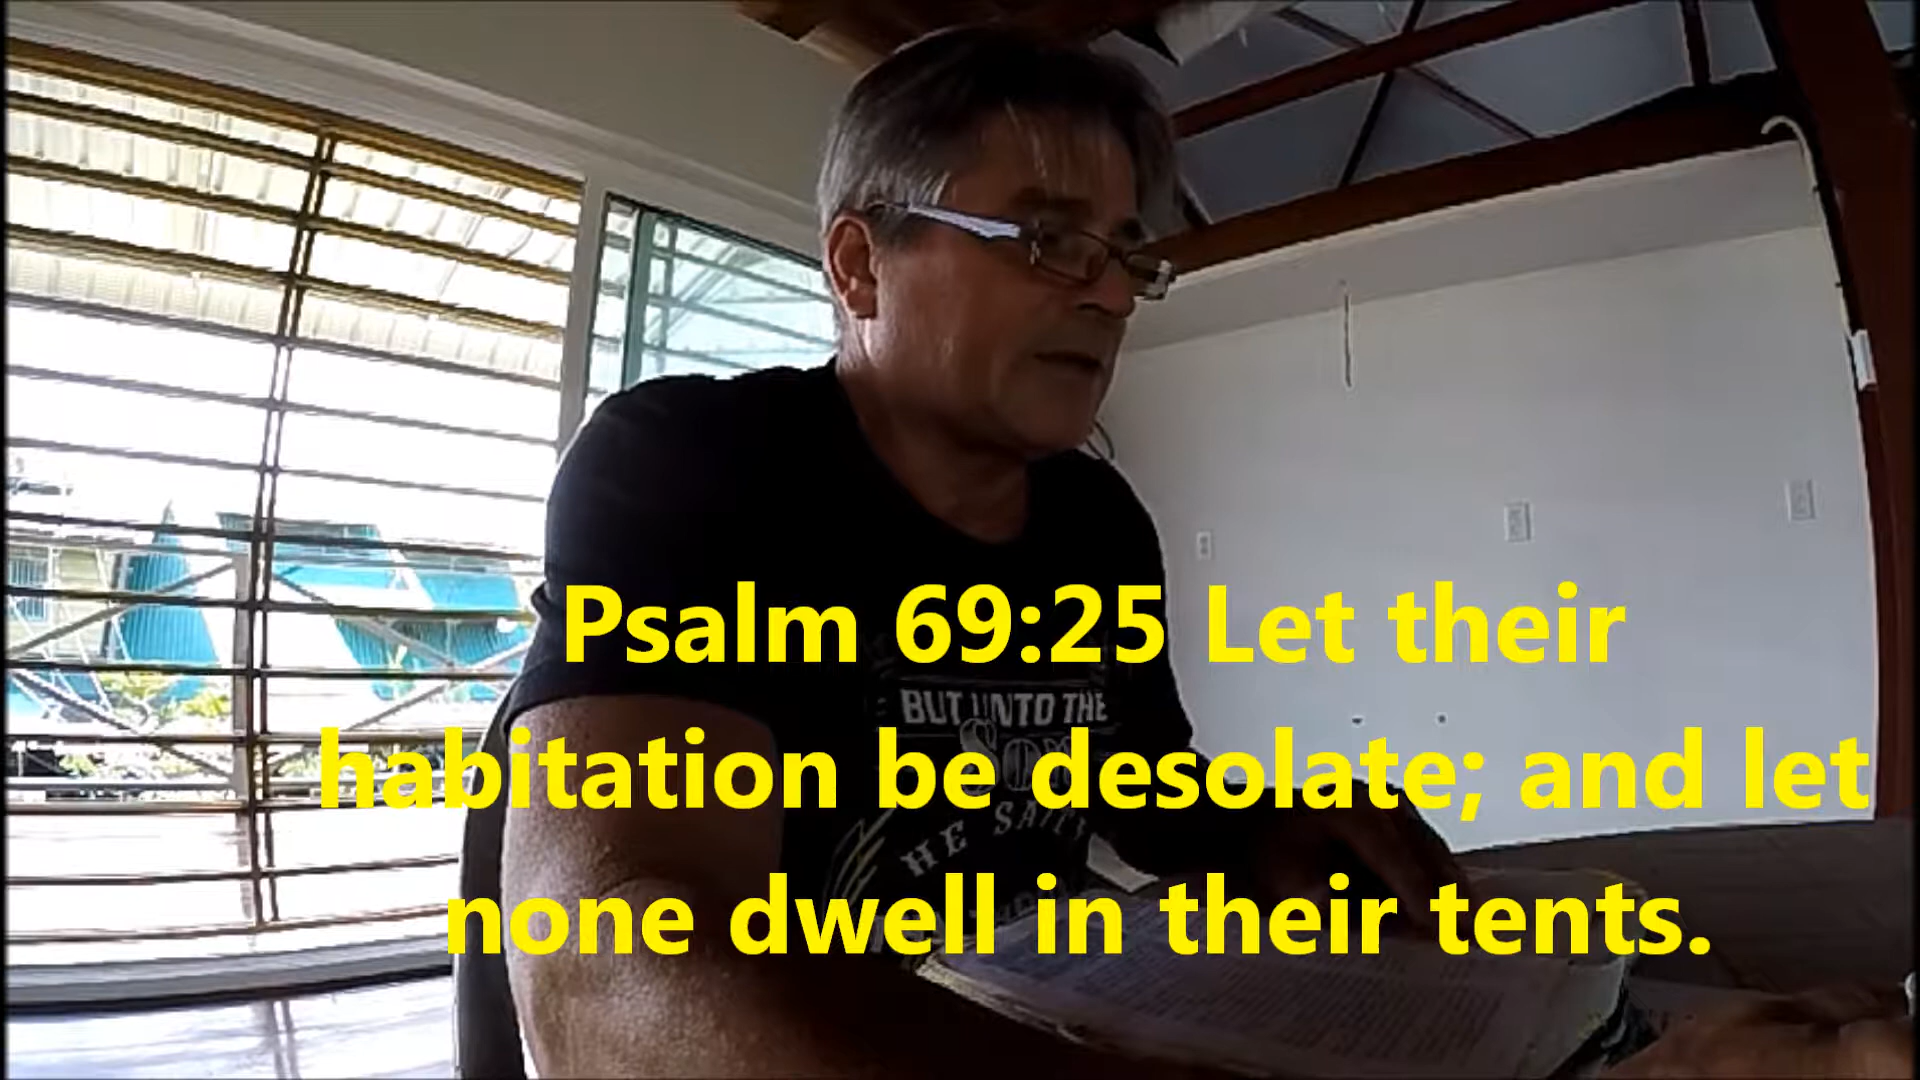 Psalm 69:25 Let their
habitation be desolate; and let
none dwell in their tents.
BUT UNTO THE
SON
HE SAITH